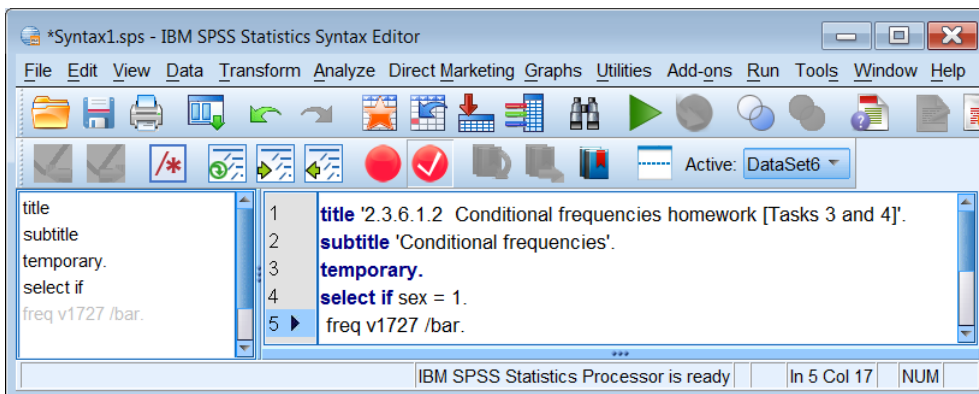 *Syntax1.sps - IBM SPSS Statistics Syntax Editor
File Edit View Data Transform Analyze Direct Marketing Graphs Utilities Add-ons Run Tools Window Help
Active: DataSet6
title
subtitle
temporary.
select if
freq v1727 /bar.
1 title '2.3.6.1.2 Conditional frequencies homework [Tasks 3 and 4]'.
2 subtitle 'Conditional frequencies'.
3 temporary.
4 select if sex = 1.
5 freq v1727 /bar.
IBM SPSS Statistics Processor is ready In 5 Col 17 NUM